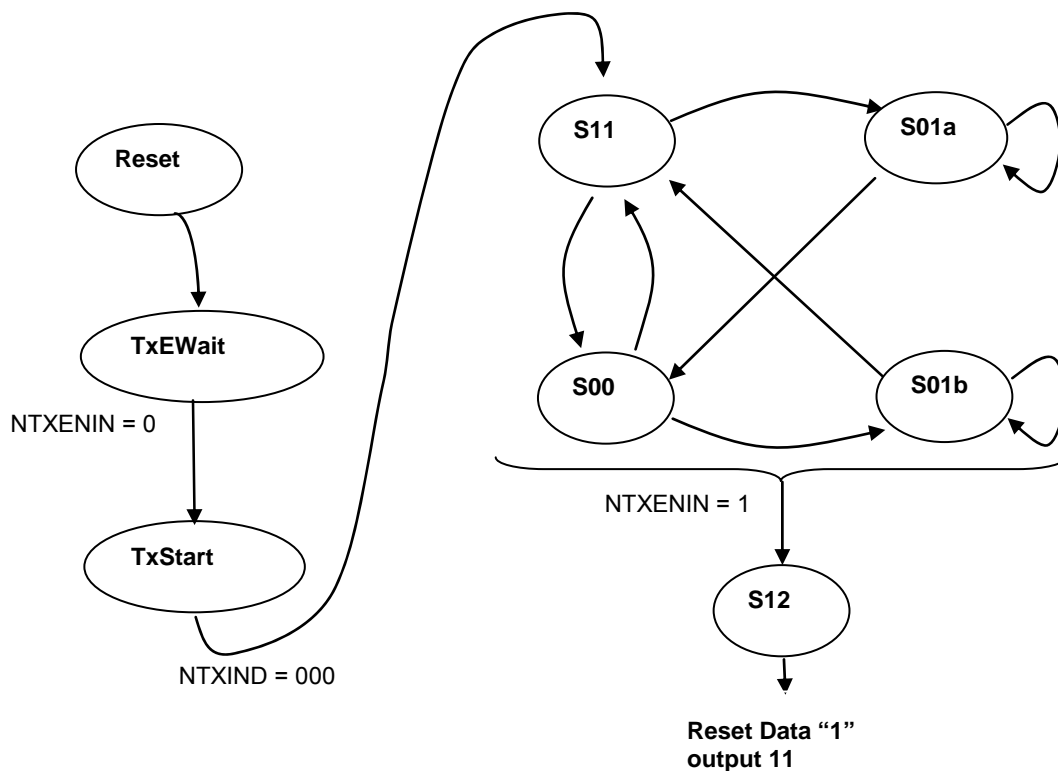 Reset
TxEWait
NTXENIN = 0
TxStart
NTXIND = 000
S11
S01a
S00
S01b
NTXENIN = 1
S12
Reset Data “1”
output 11